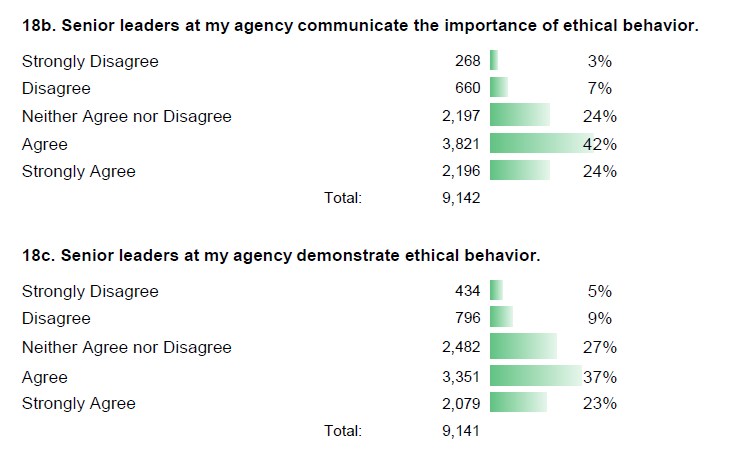 18b. Senior leaders at my agency communicate the importance of ethical behavior.
Strongly Disagree 268 3%
Disagree 660 7%
Neither Agree nor Disagree 2,197 24%
Agree 3,821 42%
Strongly Agree 2,196 24%
Total: 9,142
18c. Senior leaders at my agency demonstrate ethical behavior.
Strongly Disagree 434 5%
Disagree 796 9%
Neither Agree nor Disagree 2,482 27%
Agree 3,351 37%
Strongly Agree 2,079 23%
Total: 9,141